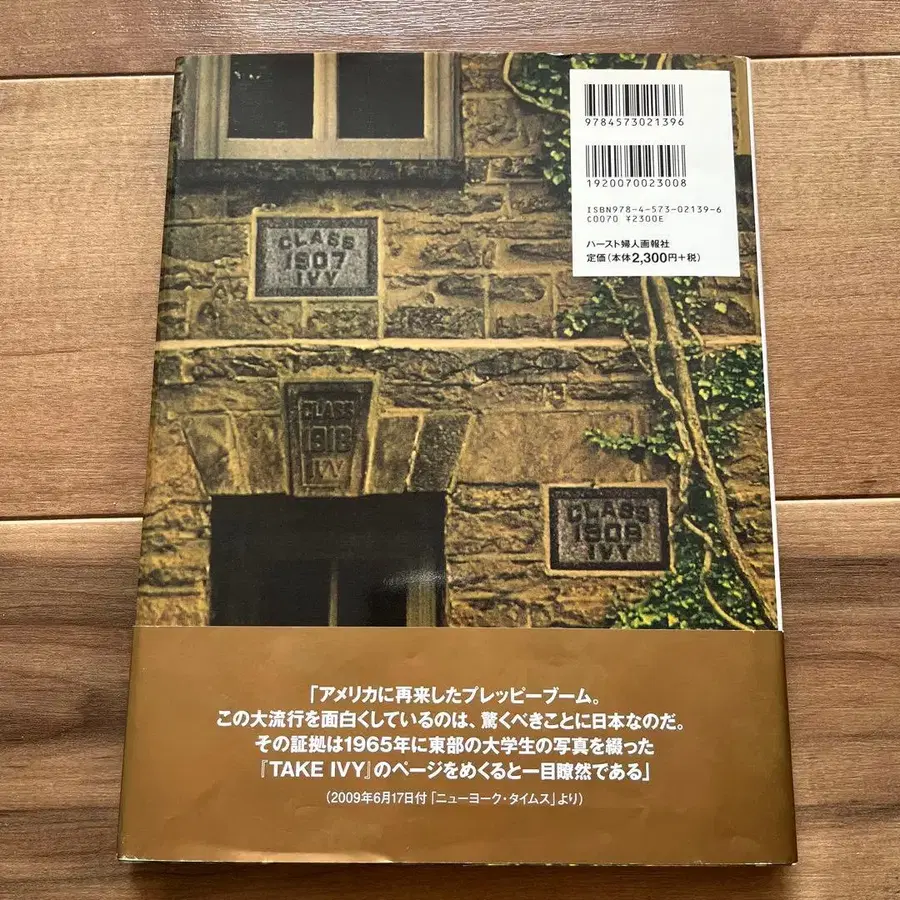 9784573021396
1920070023008
ISBN978-4-573-02139-6
C0070 ¥2300E
ハースト婦人画報社
定価(本体2,300円+税)
CLASS
1907
IVY
CLASS
1918
IVY
CLASS
1909
IVY
「アメリカに再来したプレッピーブーム。
この大流行を面白くしているのは、驚くべきことに日本なのだ。
その証拠は1965年に東部の大学生の写真を綴った
『TAKE IVY』のページをめくると一目瞭然である」
(2009年6月17日付「ニューヨーク・タイムス」より)